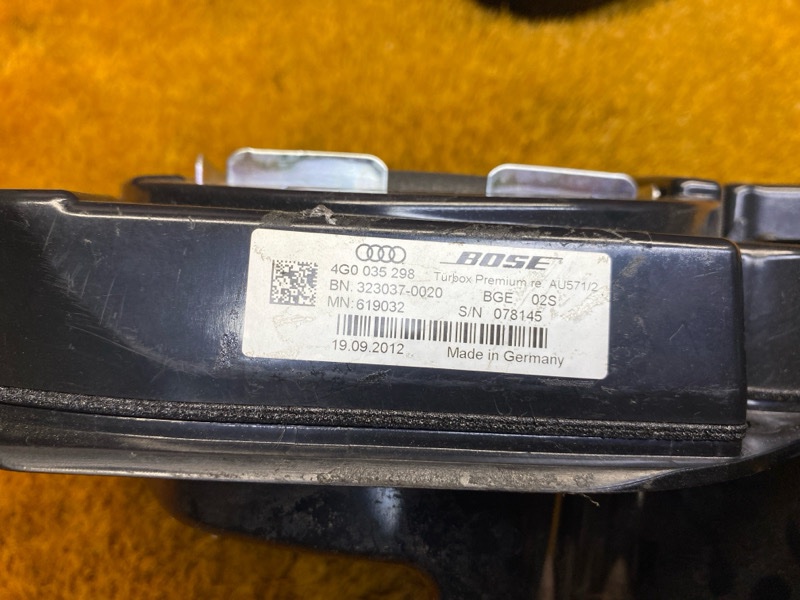 BOSE
4G0 035 298 Türbox Premium re. AU571/2
BN: 323037-0020 BGE 02S
MN: 619032 S/N 078145
19.09.2012 Made in Germany